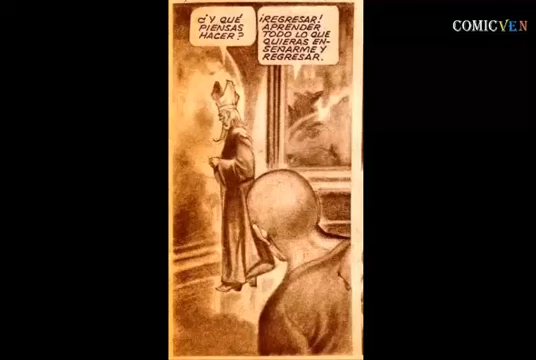 ¿Y QUÉ
PIENSAS
HACER?
¡REGRESAR!
APRENDER
TODO LO QUE
QUIERAS EN-
SEÑARME Y
REGRESAR.
COMICVEN